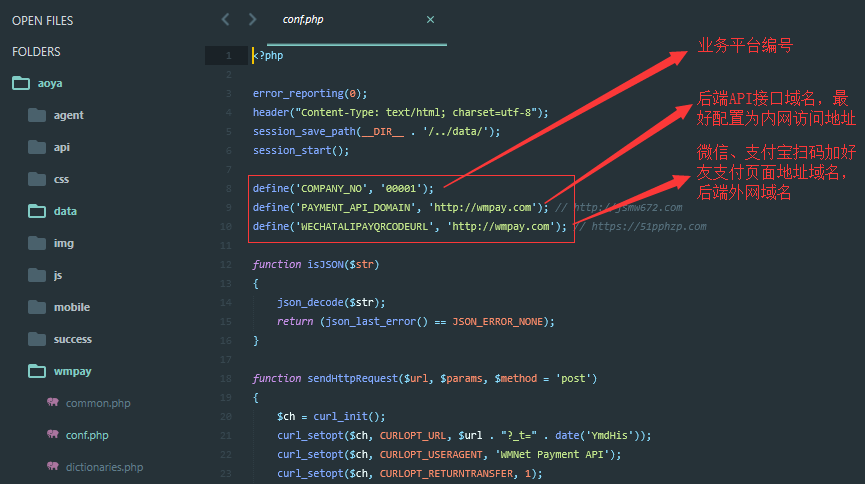 OPEN FILES
FOLDERS
aoya
agent
api
css
data
img
js
mobile
success
wmpay
common.php
conf.php
dictionaries.php
conf.php ×
1 <?php
2
3 error_reporting(0);
4 header("Content-Type: text/html; charset=utf-8");
5 session_save_path(__DIR__ . '/../data/');
6 session_start();
7
8 define('COMPANY_NO', '00001');
9 define('PAYMENT_API_DOMAIN', 'http://wmpay.com'); // http://jsmw672.com
10 define('WECHATALIPAYQRCODEURL', 'http://wmpay.com'); // https://51pphzp.com
11
12 function isJSON($str)
13 {
14 json_decode($str);
15 return (json_last_error() == JSON_ERROR_NONE);
16 }
17
18 function sendHttpRequest($url, $params, $method = 'post')
19 {
20 $ch = curl_init();
21 curl_setopt($ch, CURLOPT_URL, $url . "?_t=" . date('YmdHis'));
22 curl_setopt($ch, CURLOPT_USERAGENT, 'WMNet Payment API');
23 curl_setopt($ch, CURLOPT_RETURNTRANSFER, 1);
业务平台编号
后端API接口域名，最
好配置为内网访问地址
微信、支付宝扫码加好
友支付页面地址域名，
后端外网域名